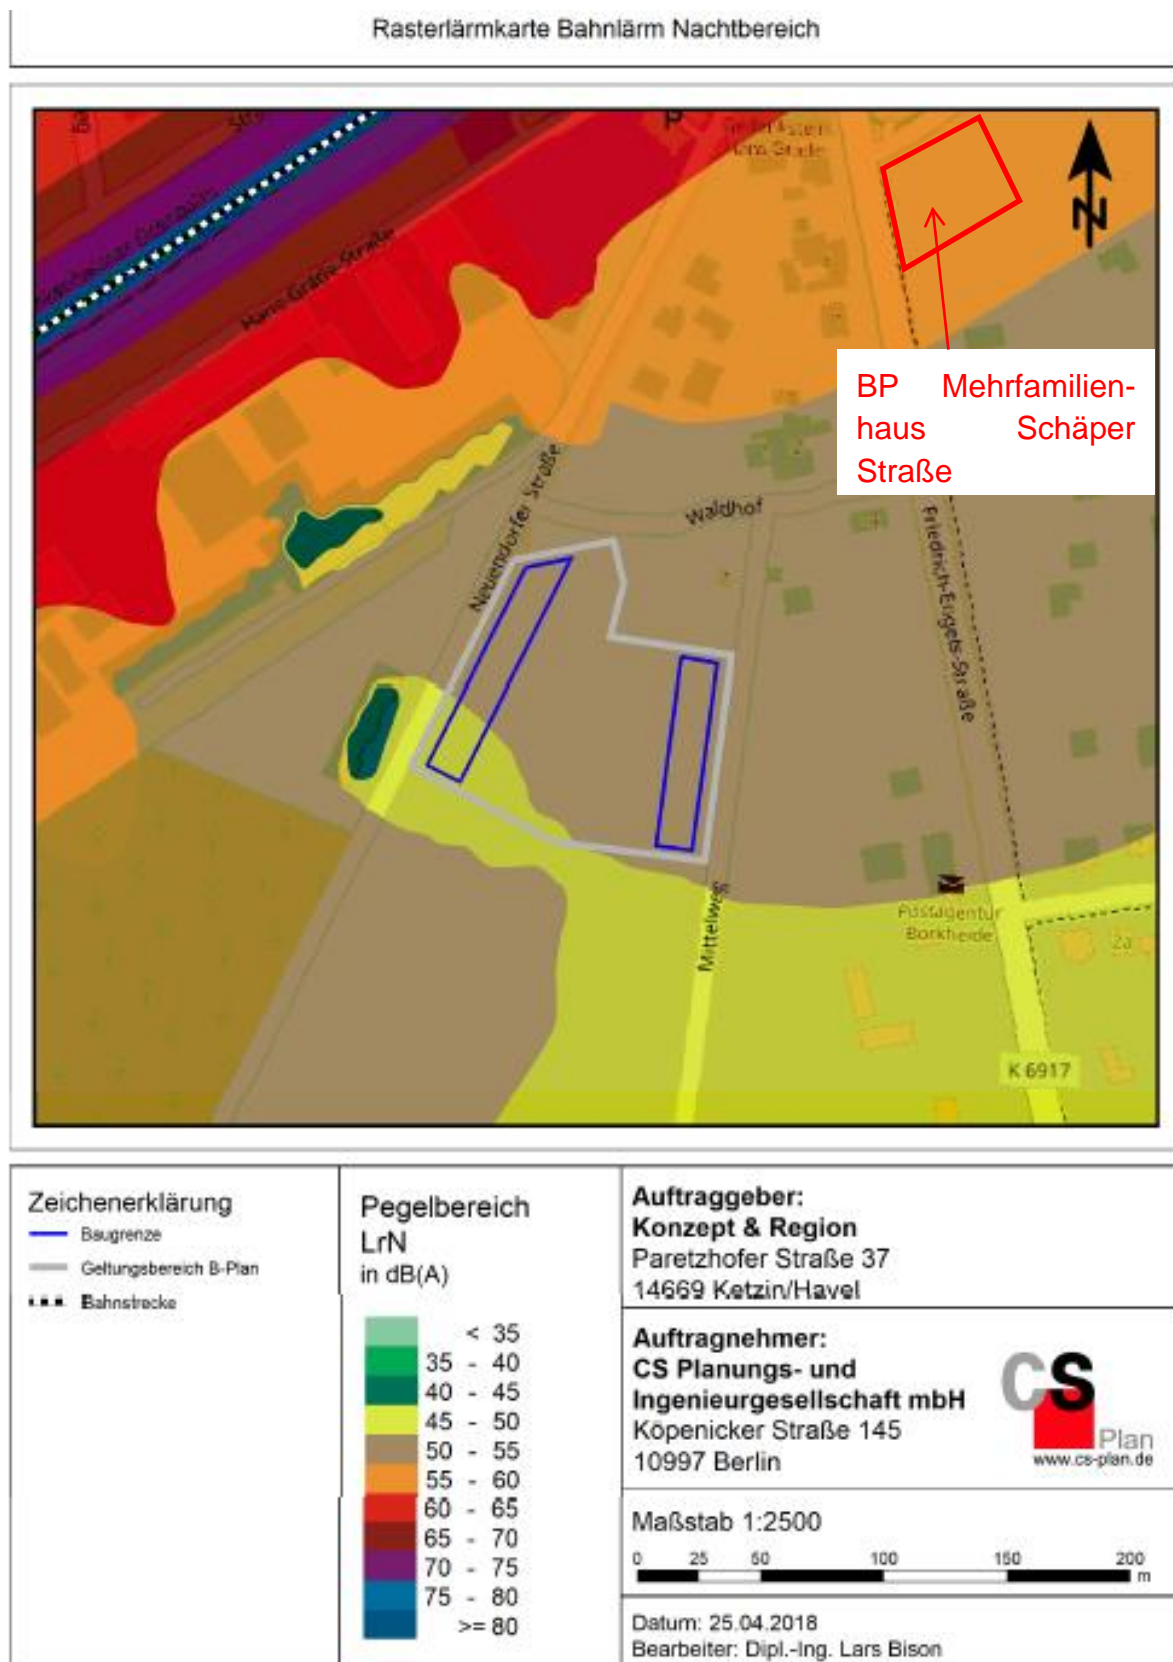 Rasterlärmkarte Bahnlärm Nachtbereich
P
Hans Grade
Hans-Grade-Straße
N
BP Mehrfamilien-
haus Schäper
Straße
Neuendorfer Straße
Waldhof
Friedrich-Engels-Straße
Mittelweg
Postagentur
Borkheide
2a
K 6917
Zeichenerklärung
Baugrenze
Geltungsbereich B-Plan
Bahnstrecke
Pegelbereich
LrN
in dB(A)
< 35
35 - 40
40 - 45
45 - 50
50 - 55
55 - 60
60 - 65
65 - 70
70 - 75
75 - 80
>= 80
Auftraggeber:
Konzept & Region
Paretzhofer Straße 37
14669 Ketzin/Havel
Auftragnehmer:
CS Planungs- und
Ingenieurgesellschaft mbH
Köpenicker Straße 145
10997 Berlin
CS
Plan
www.cs-plan.de
Maßstab 1:2500
0 25 50 100 150 200
m
Datum: 25.04.2018
Bearbeiter: Dipl.-Ing. Lars Bison